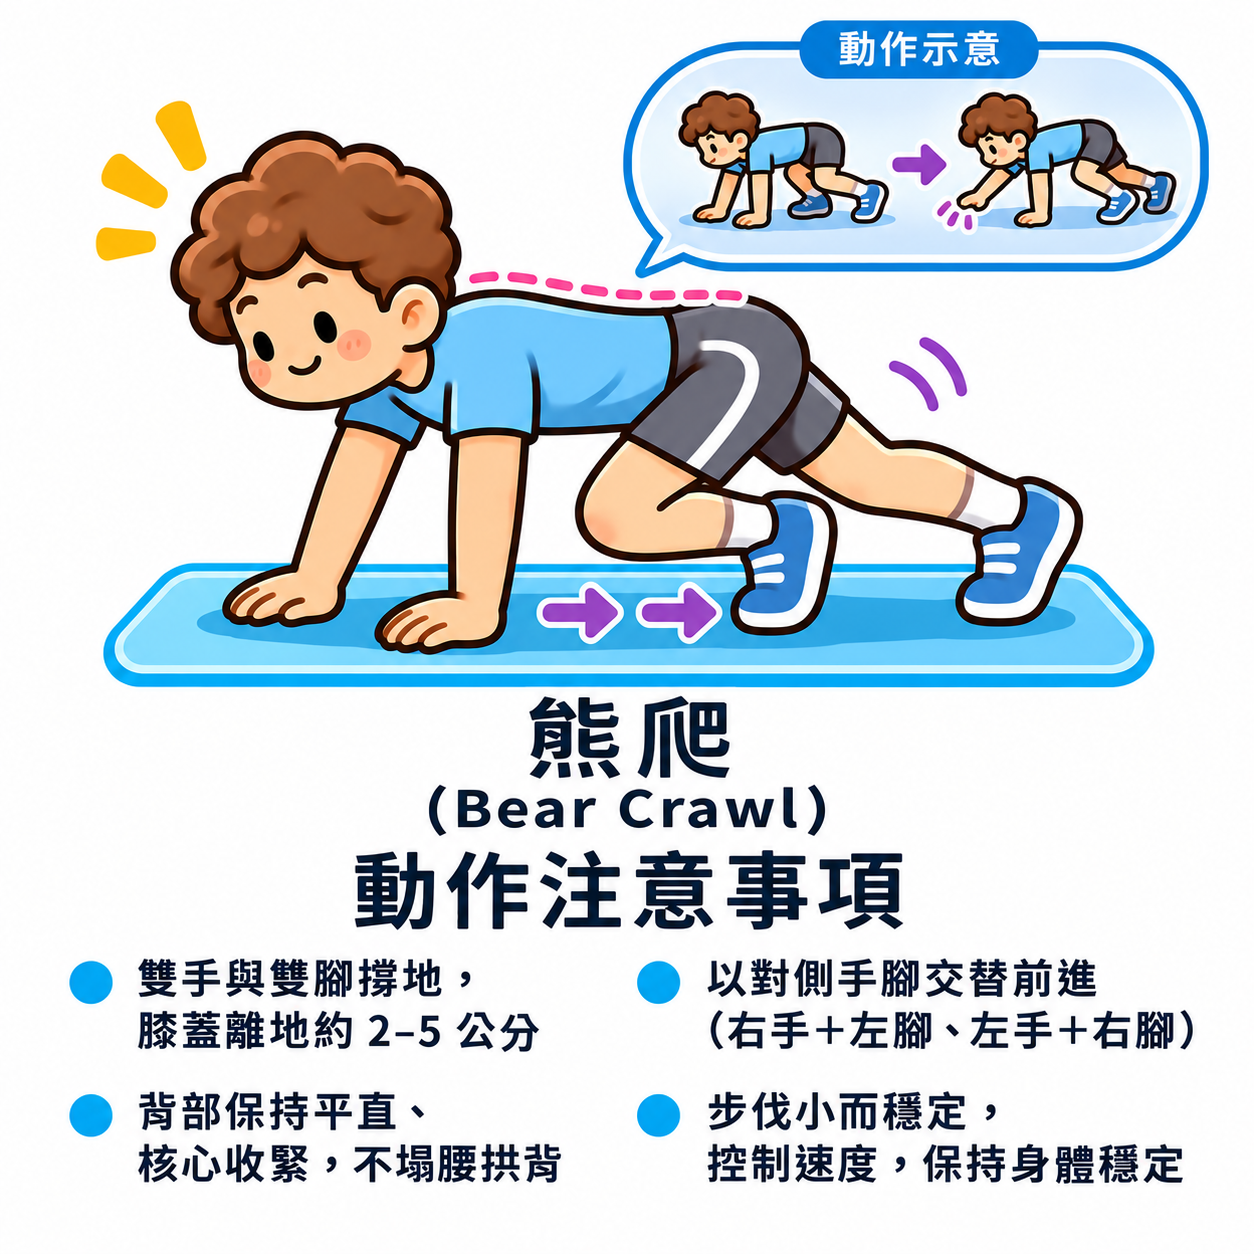 動作示意
熊爬
(Bear Crawl)
動作注意事項
雙手與雙腳撐地，
膝蓋離地約 2–5 公分
以對側手腳交替前進
（右手＋左腳、左手＋右腳）
背部保持平直、
核心收緊，不塌腰拱背
步伐小而穩定，
控制速度，保持身體穩定